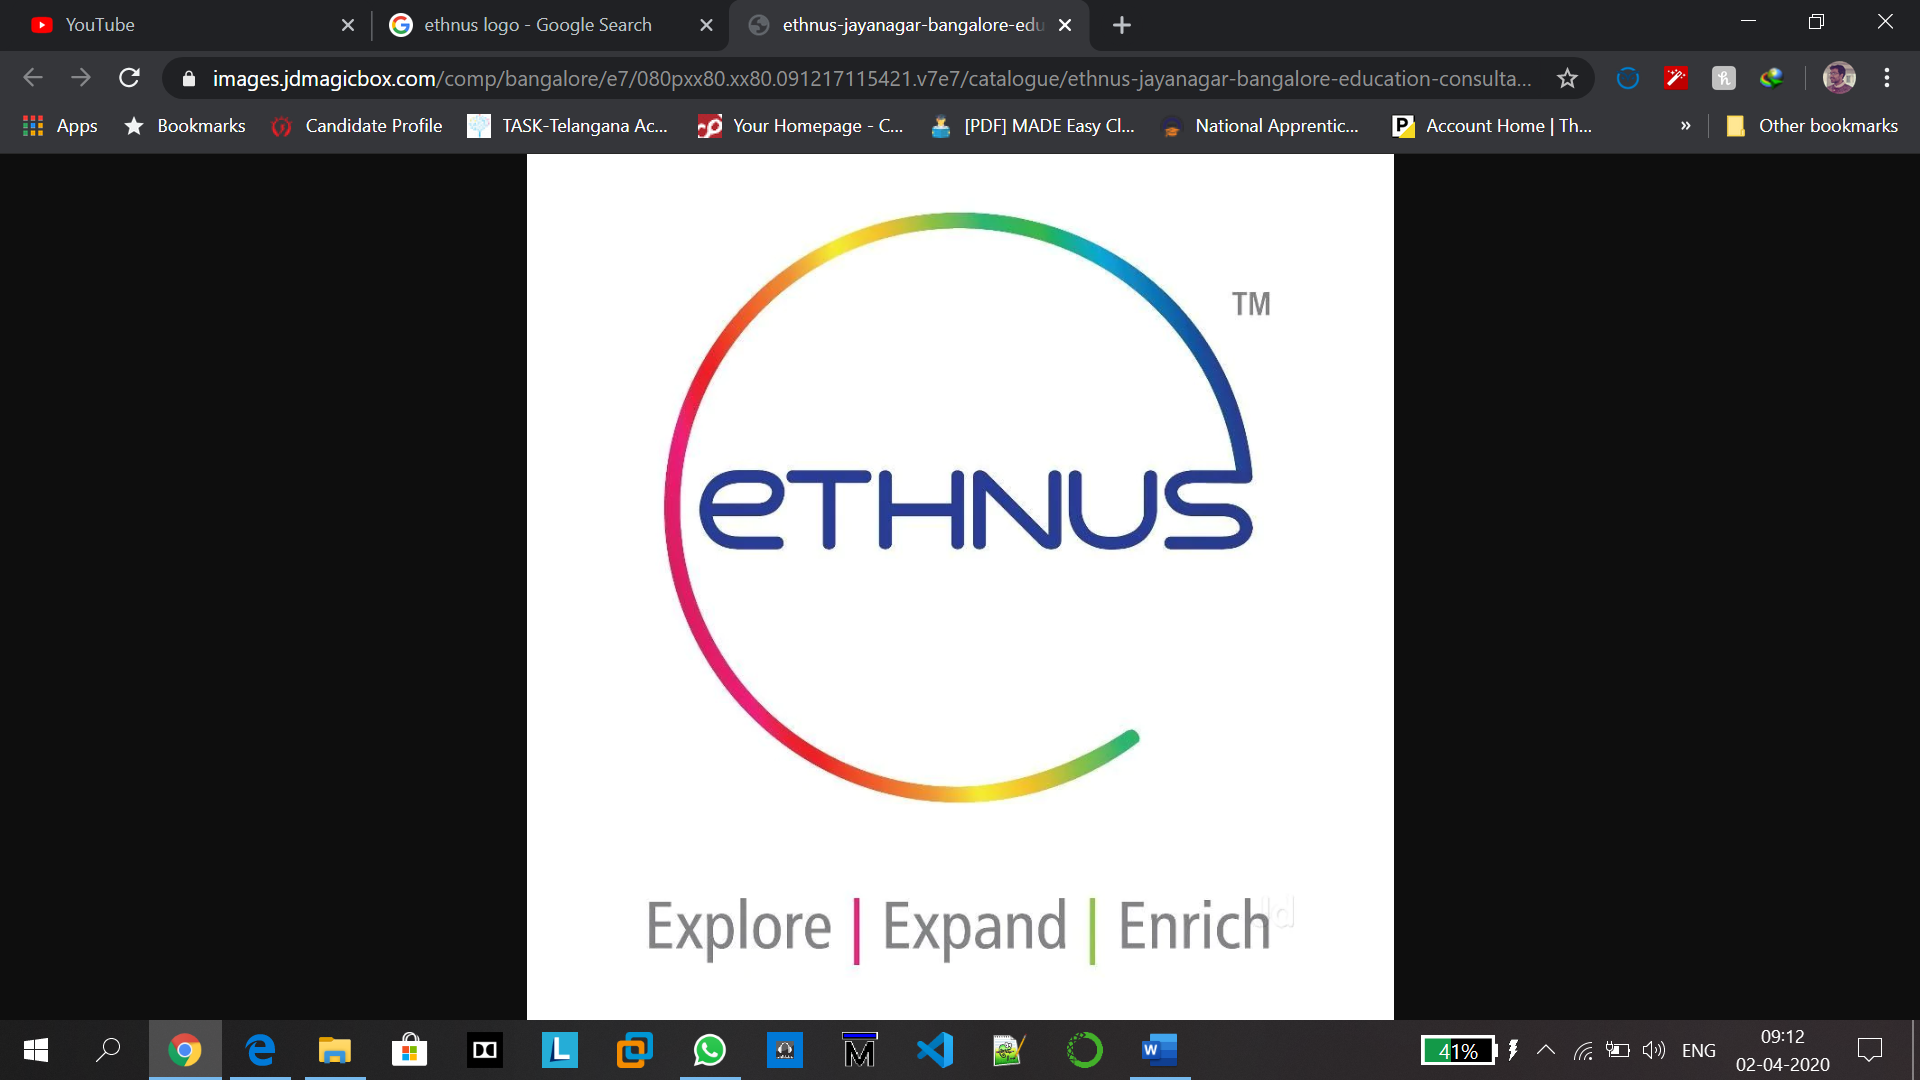 YouTube
ethnus logo - Google Search
ethnus-jayanagar-bangalore-edu
images.jdmagicbox.com/comp/bangalore/e7/080pxx80.xx80.091217115421.v7e7/catalogue/ethnus-jayanagar-bangalore-education-consulta...
Apps
Bookmarks
Candidate Profile
TASK-Telangana Ac...
Your Homepage - C...
[PDF] MADE Easy Cl...
National Apprentic...
Account Home | Th...
»
Other bookmarks
TM
eTHNUS
Explore | Expand | Enrich
Jd
41%
ENG
09:12
02-04-2020